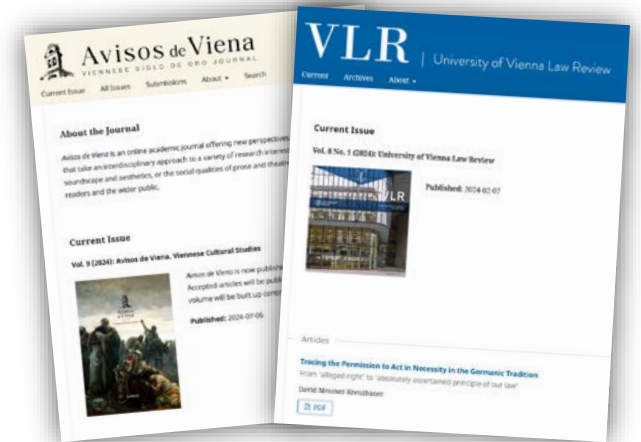 Avisos de Viena
VIENNESE SIGLO DE ORO JOURNAL
Current Issue All Issues Submissions About Search
About the Journal
Avisos de Viena is an online academic journal offering new perspectives
that take an interdisciplinary approach to a variety of research interest
soundscape and aesthetics, or the social qualities of prose and theatre
readers and the wider public.
Current Issue
Vol. 9 (2024): Avisos de Viena. Viennese Cultural Studies
Avisos de Viena is now publishe
Accepted articles will be publi
volume will be built up
Published: 2024-07-06
VLR | University of Vienna Law Review
Current Archives About
Current Issue
Vol. 8 No. 1 (2024): University of Vienna Law Review
VLR
Published: 2024-02-07
Articles
Tracing the Permission to Act in Necessity in the Germanic Tradition
From "alleged right" to "absolutely ascertained principle of our law"
David Messner-Kreuzbauer
PDF